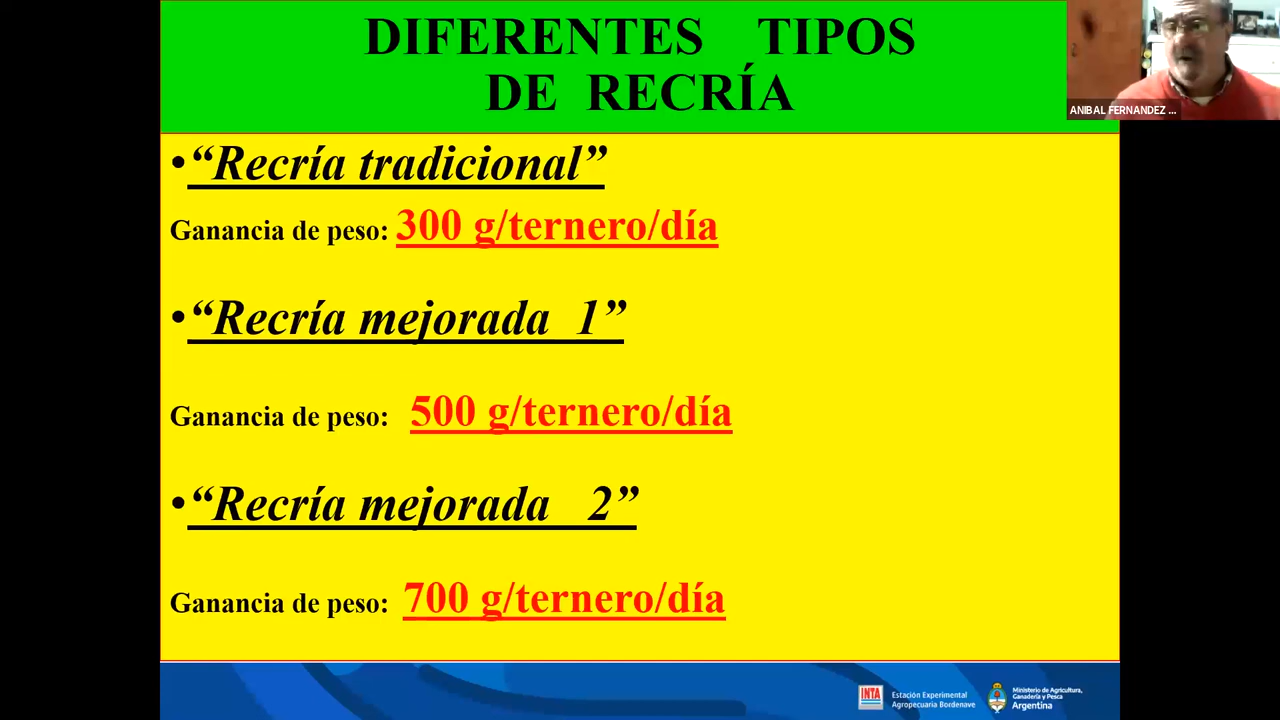 DIFERENTES TIPOS
DE RECRÍA
ANIBAL FERNANDEZ ...
•“Recría tradicional”
Ganancia de peso: 300 g/ternero/día
•“Recría mejorada 1”
Ganancia de peso: 500 g/ternero/día
•“Recría mejorada 2”
Ganancia de peso: 700 g/ternero/día
INTA
Estación Experimental
Agropecuaria Bordenave
Ministerio de Agricultura,
Ganadería y Pesca
Argentina